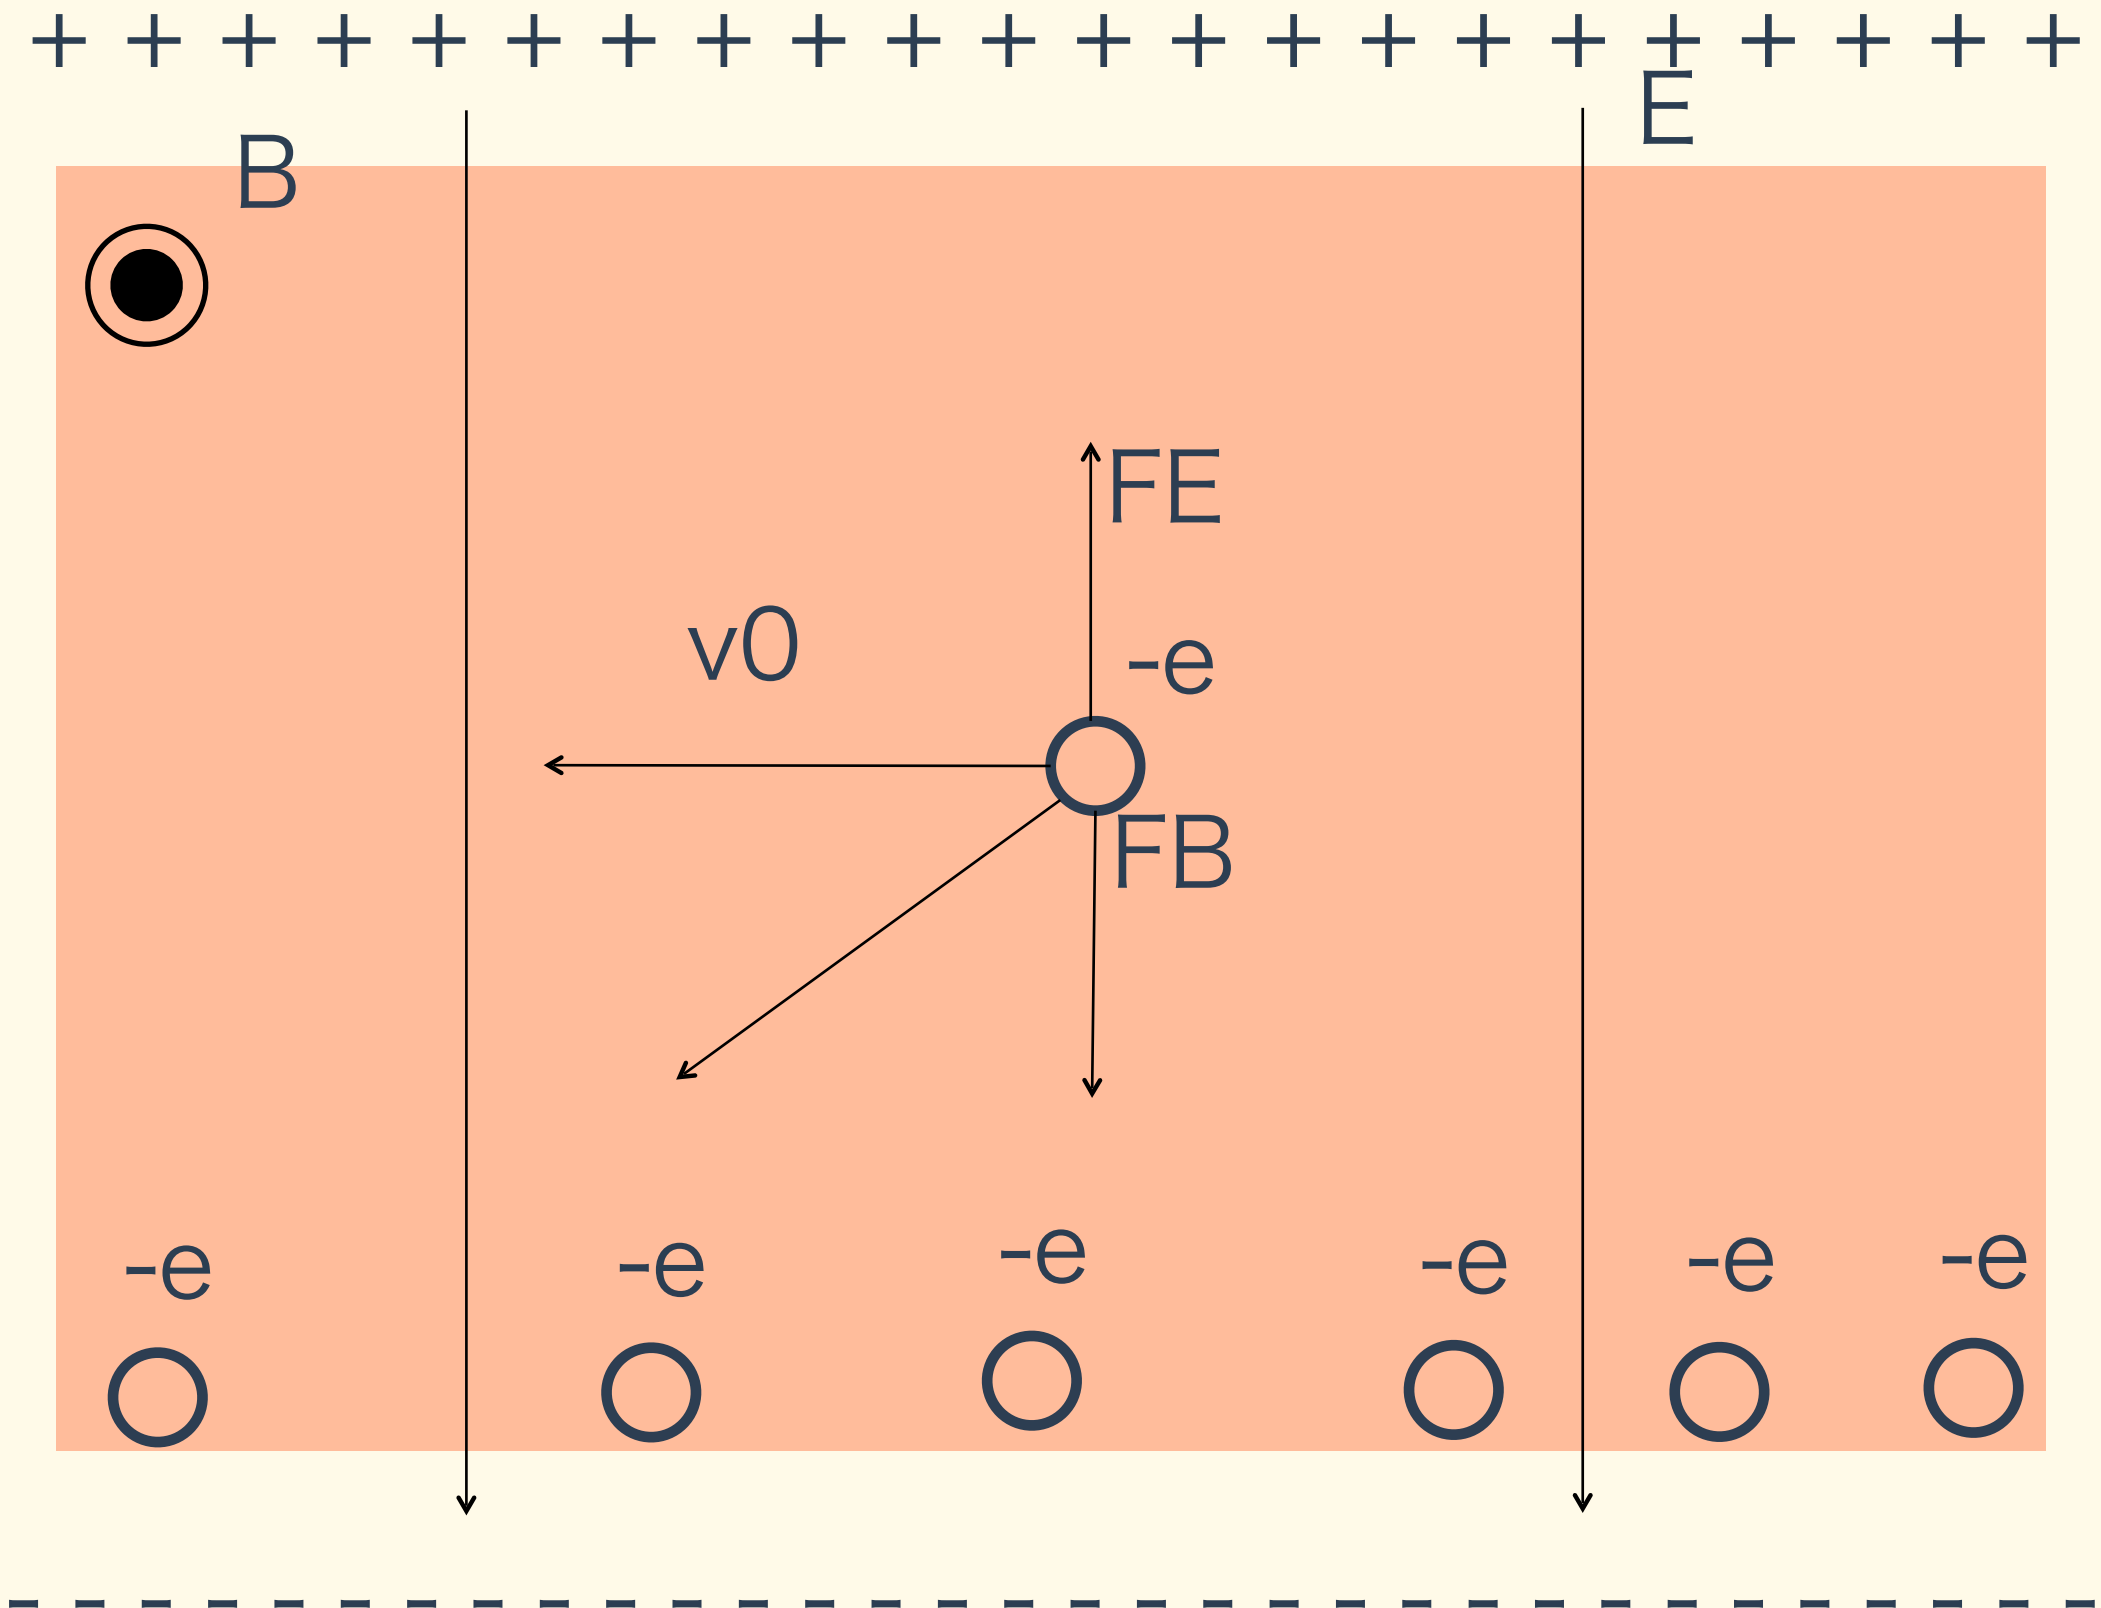 + + + + + + + + + + + + + + + + + + + + + +
E
B
FE
v0
-e
FB
-e -e -e -e -e -e
- - - - - - - - - - - - - - - - - - - - - - - - - - - - - - - -